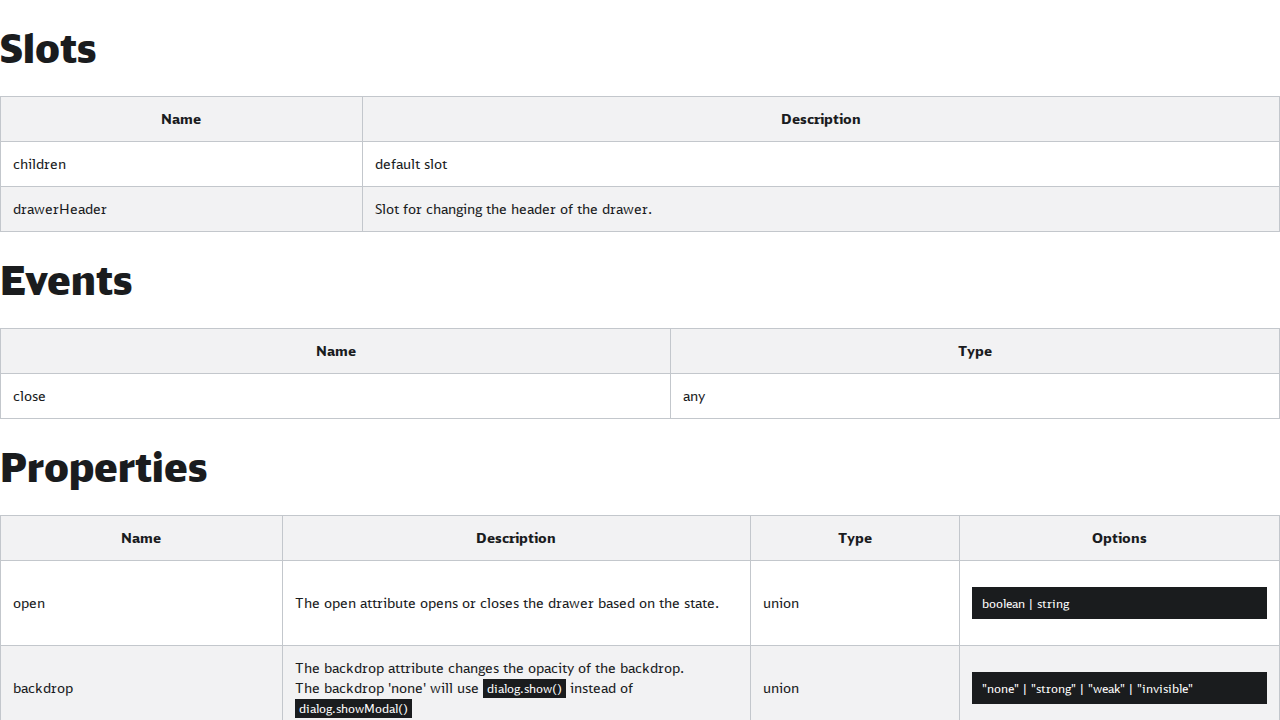 Slots
Name Description
children default slot
drawerHeader Slot for changing the header of the drawer.
Events
Name Type
close any
Properties
Name Description Type Options
open The open attribute opens or closes the drawer based on the state. union boolean | string
The backdrop attribute changes the opacity of the backdrop.
backdrop The backdrop 'none' will use dialog.show() instead of union "none" | "strong" | "weak" | "invisible"
dialog.showModal()